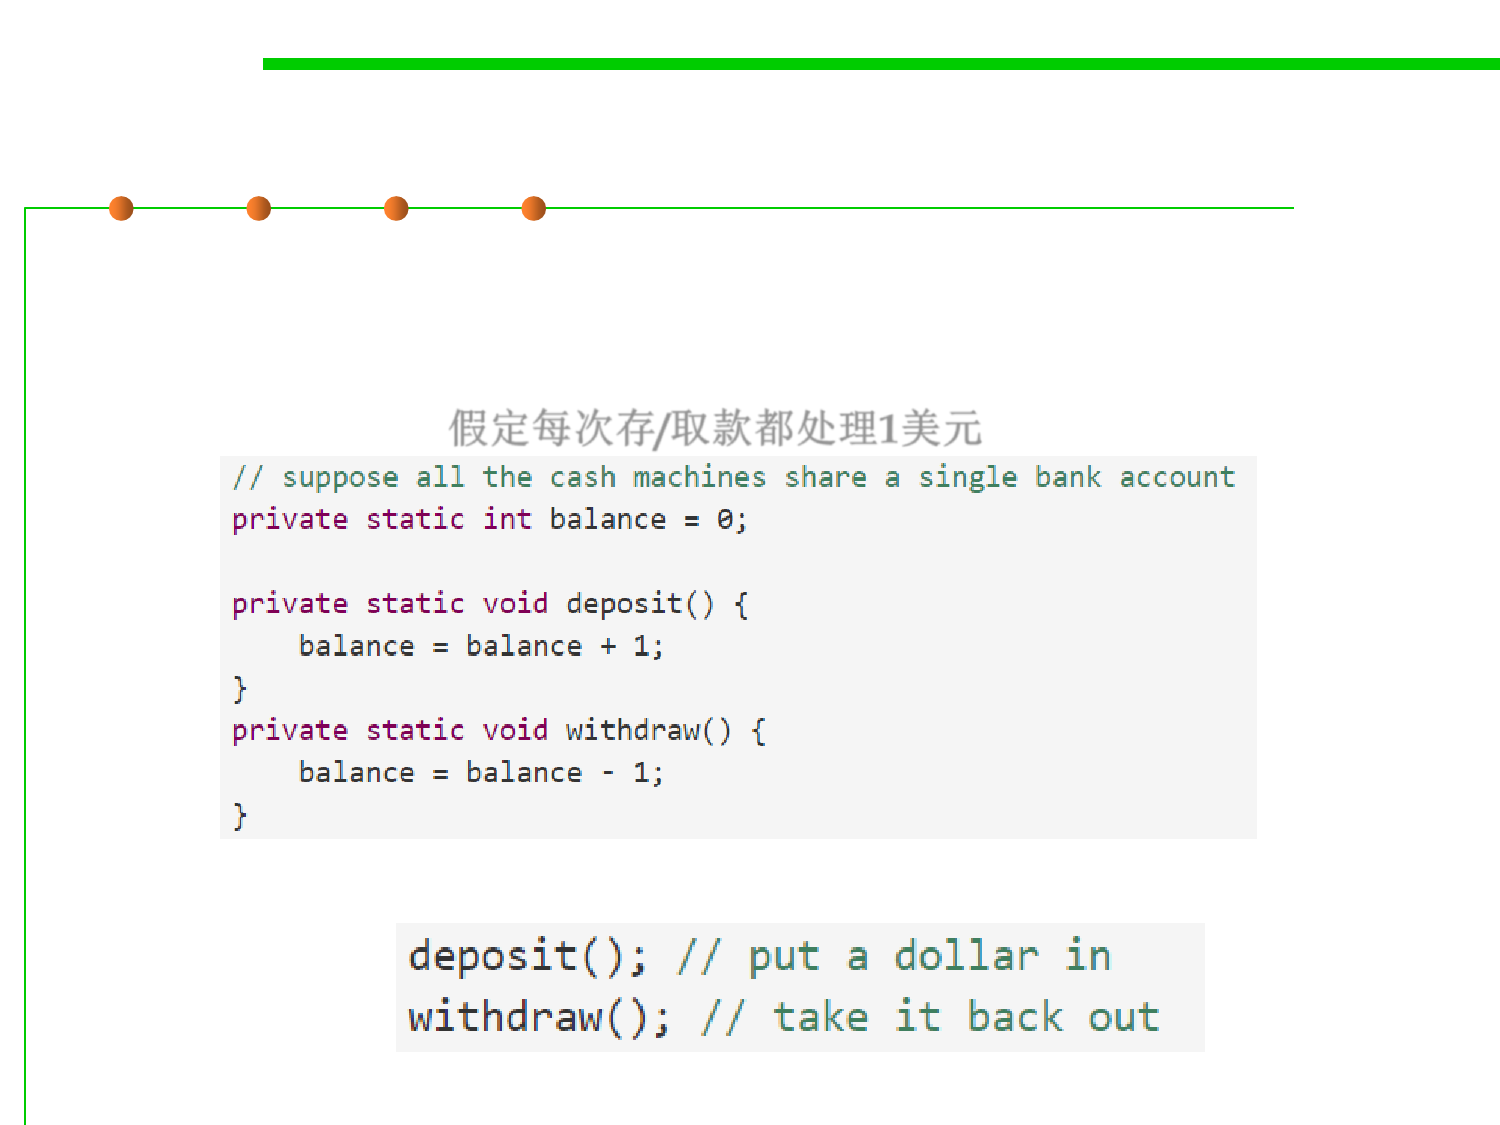 假定每次存/取款都处理1美元
// suppose all the cash machines share a single bank account
private static int balance = 0;
private static void deposit() {
    balance = balance + 1;
}
private static void withdraw() {
    balance = balance - 1;
}
deposit(); // put a dollar in
withdraw(); // take it back out